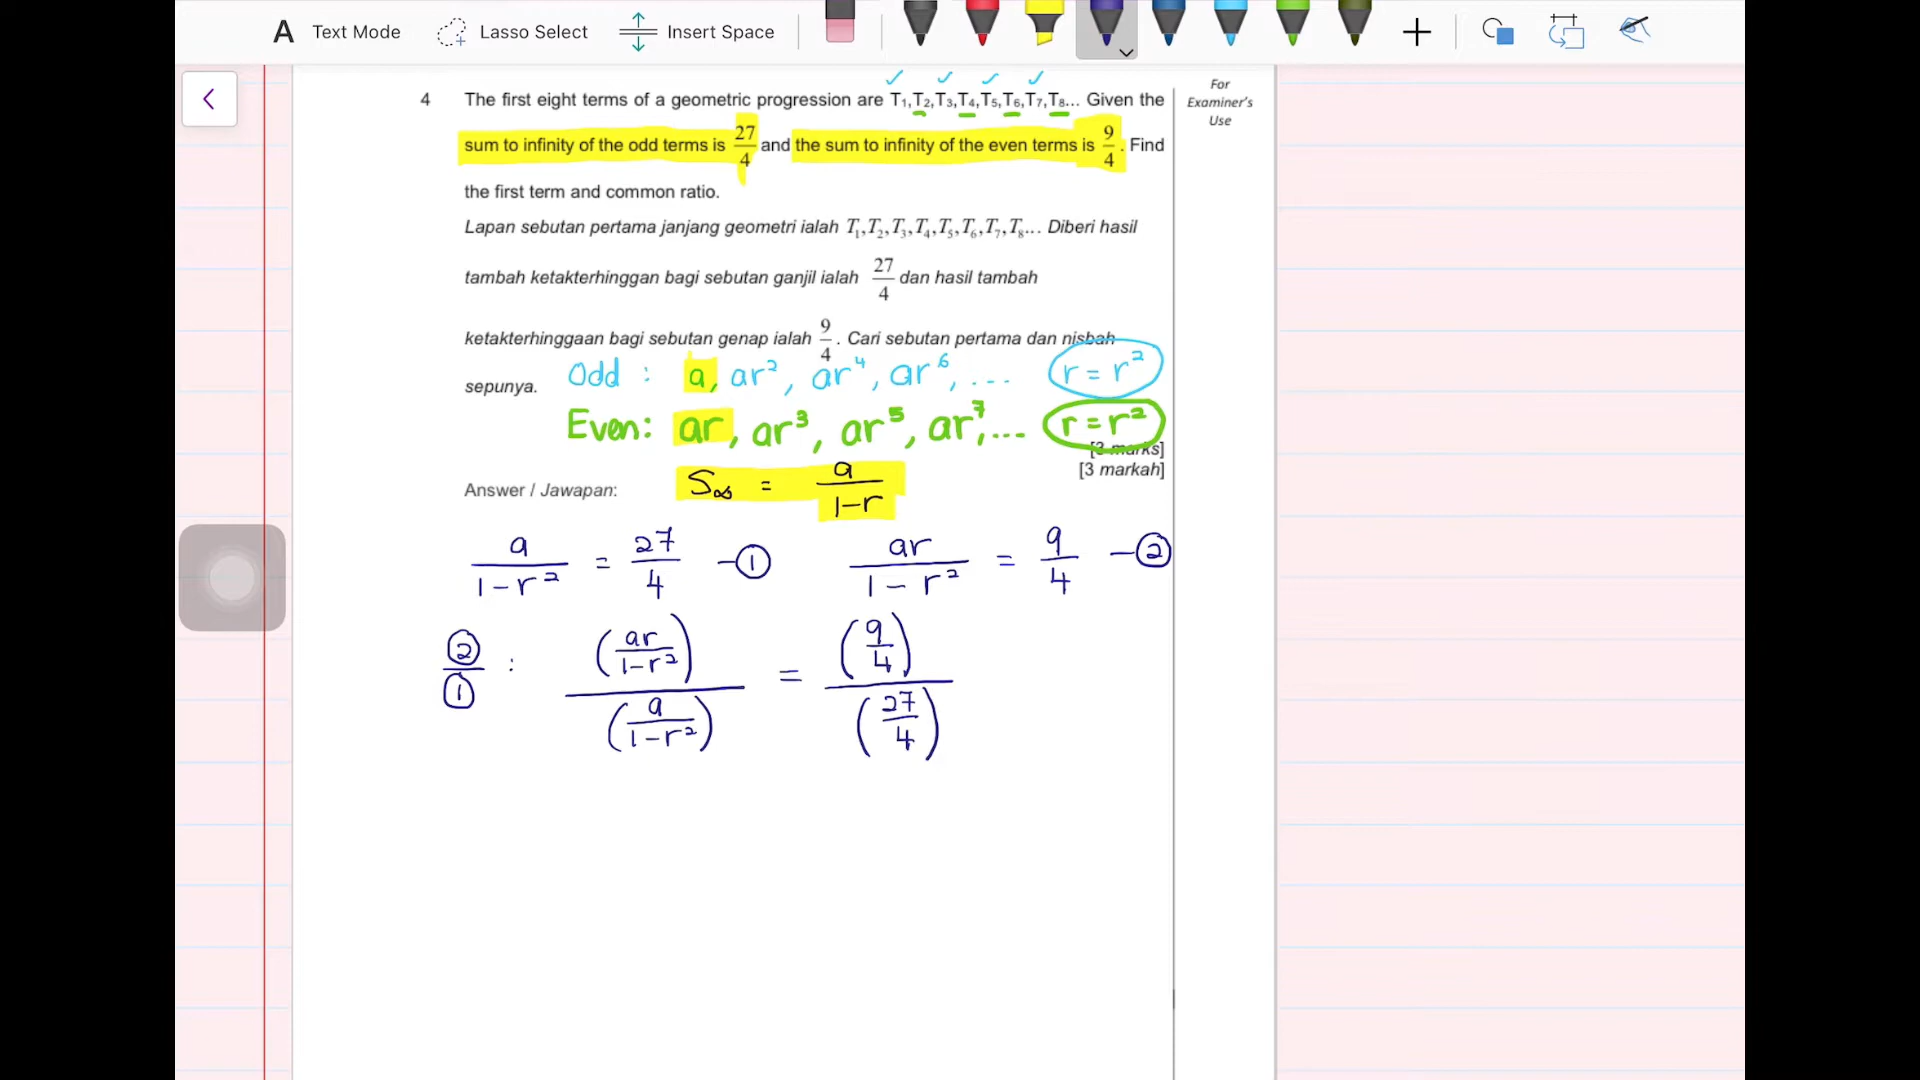 A Text Mode Lasso Select Insert Space
For
Examiner's
Use
4 The first eight terms of a geometric progression are T₁,T₂,T₃,T₄,T₅,T₆,T₇,T₈... Given the
sum to infinity of the odd terms is 27/4 and the sum to infinity of the even terms is 9/4. Find
the first term and common ratio.
Lapan sebutan pertama janjang geometri ialah T₁,T₂,T₃,T₄,T₅,T₆,T₇,T₈... Diberi hasil
tambah ketakterhinggan bagi sebutan ganjil ialah 27/4 dan hasil tambah
ketakterhinggaan bagi sebutan genap ialah 9/4. Cari sebutan pertama dan nisbah
sepunya.
Odd : a, ar², ar⁴, ar⁶, ... r = r²
Even: ar, ar³, ar⁵, ar⁷, ... r = r²
[3 marks]
[3 markah]
Answer / Jawapan: S∞ = a/(1-r)
a/(1-r²) = 27/4 -① ar/(1-r²) = 9/4 -②
②/① : (ar/(1-r²))/(a/(1-r²)) = (9/4)/(27/4)